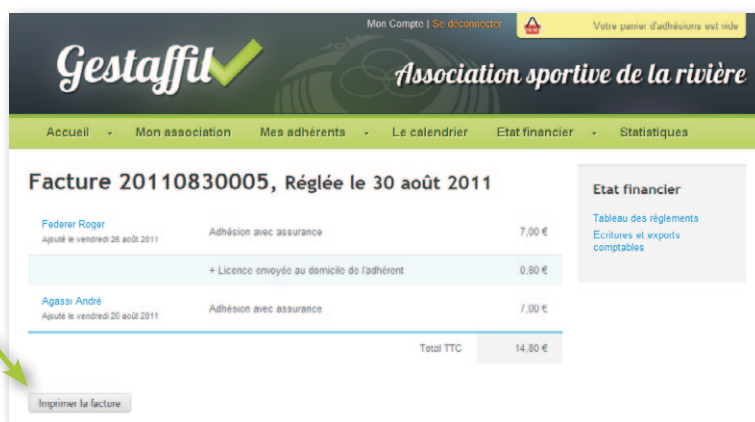 Mon Compte | Se déconnecter
Votre panier d'adhésions est vide
Gestaffil
Association sportive de la rivière
Accueil
Mon association
Mes adhérents
Le calendrier
Etat financier
Statistiques
Facture 20110830005, Réglée le 30 août 2011
Federer Roger
Ajouté le vendredi 26 août 2011
Adhésion avec assurance
7,00 €
+ Licence envoyée au domicile de l'adhérent
0,80 €
Agassi André
Ajouté le vendredi 26 août 2011
Adhésion avec assurance
7,00 €
Total TTC
14,80 €
Imprimer la facture
Etat financier
Tableau des règlements
Ecritures et exports
comptables